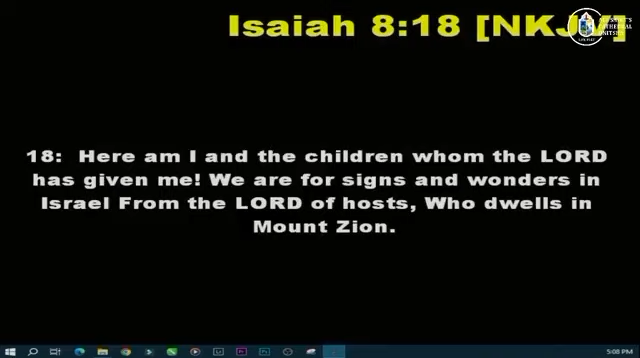 Isaiah 8:18 [NKJV]
18: Here am I and the children whom the LORD
has given me! We are for signs and wonders in
Israel From the LORD of hosts, Who dwells in
Mount Zion.
5:08 PM